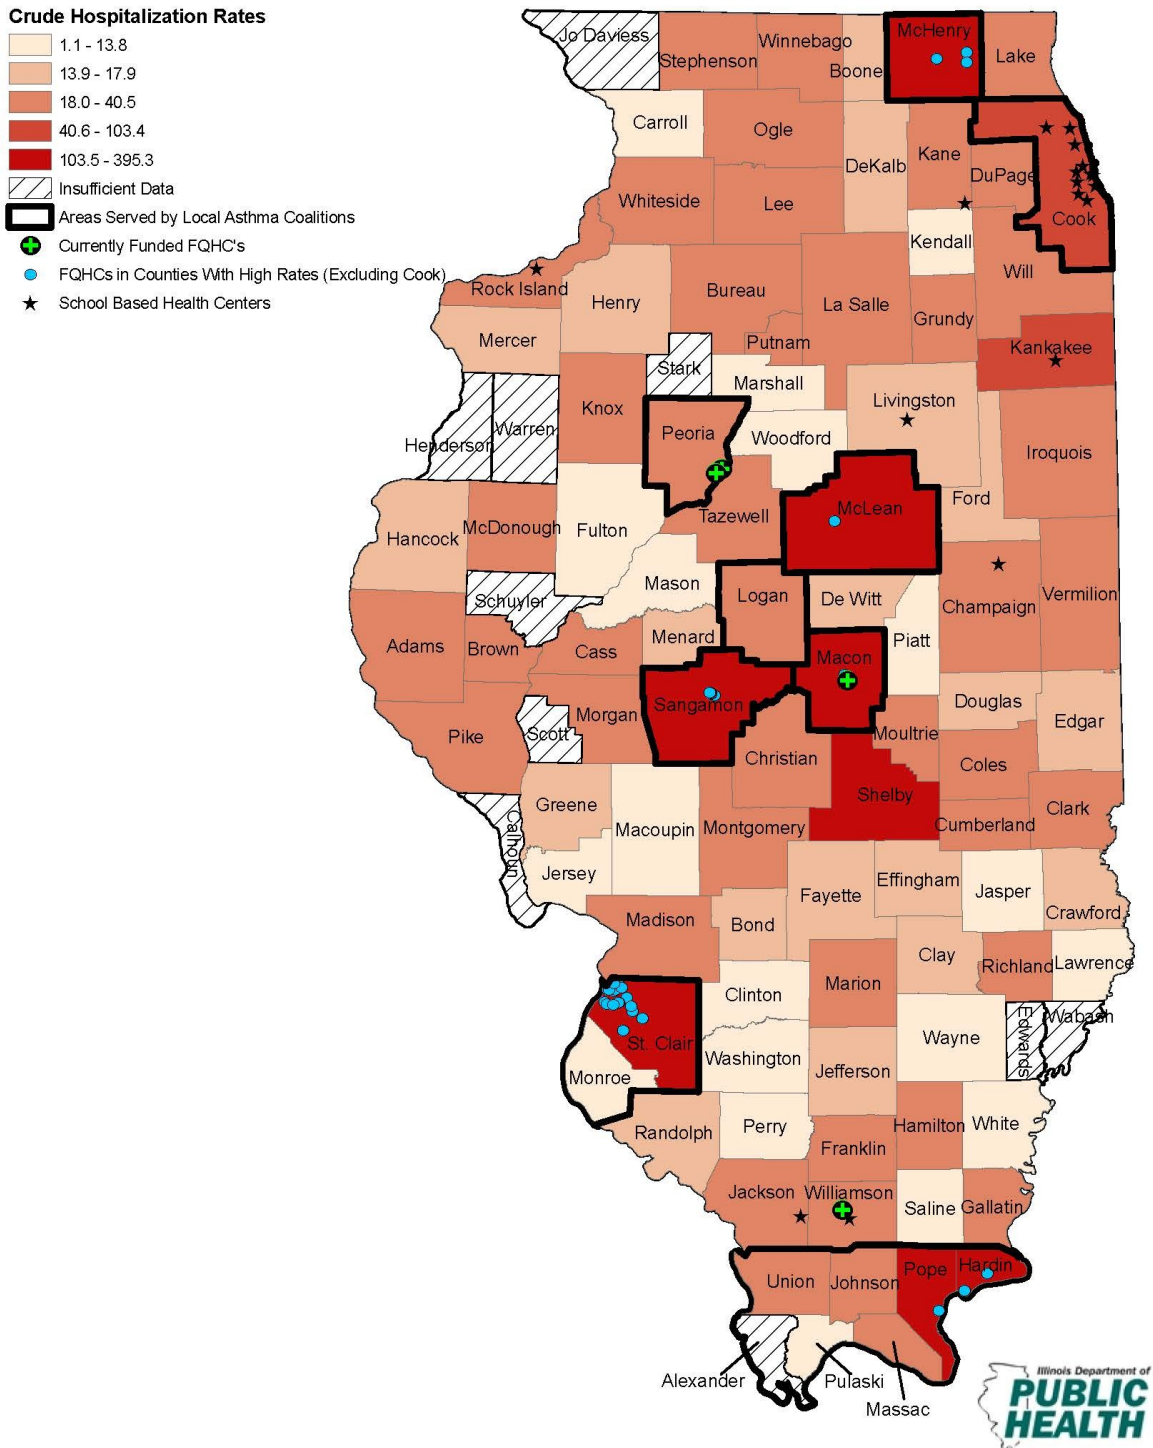 Crude Hospitalization Rates
1.1 - 13.8
13.9 - 17.9
18.0 - 40.5
40.6 - 103.4
103.5 - 395.3
Insufficient Data
Areas Served by Local Asthma Coalitions
Currently Funded FQHC's
FQHCs in Counties With High Rates (Excluding Cook)
School Based Health Centers
Jo Daviess
Stephenson
Winnebago
Boone
McHenry
Lake
Carroll
Ogle
DeKalb
Kane
DuPage
Cook
Whiteside
Lee
Kendall
Will
Rock Island
Henry
Bureau
La Salle
Grundy
Mercer
Putnam
Kankakee
Stark
Marshall
Henderson
Warren
Knox
Peoria
Woodford
Livingston
Iroquois
Hancock
McDonough
Fulton
Tazewell
McLean
Ford
Schuyler
Mason
Logan
De Witt
Champaign
Vermilion
Adams
Brown
Cass
Menard
Macon
Piatt
Pike
Scott
Morgan
Sangamon
Christian
Moultrie
Douglas
Edgar
Coles
Shelby
Calhoun
Greene
Macoupin
Montgomery
Cumberland
Clark
Jersey
Fayette
Effingham
Jasper
Crawford
Madison
Bond
Clay
Richland
Lawrence
Marion
Clinton
Wayne
Edwards
Wabash
St. Clair
Monroe
Washington
Jefferson
Randolph
Perry
Franklin
Hamilton
White
Jackson
Williamson
Saline
Gallatin
Union
Johnson
Pope
Hardin
Alexander
Pulaski
Massac
Illinois Department of
PUBLIC
HEALTH